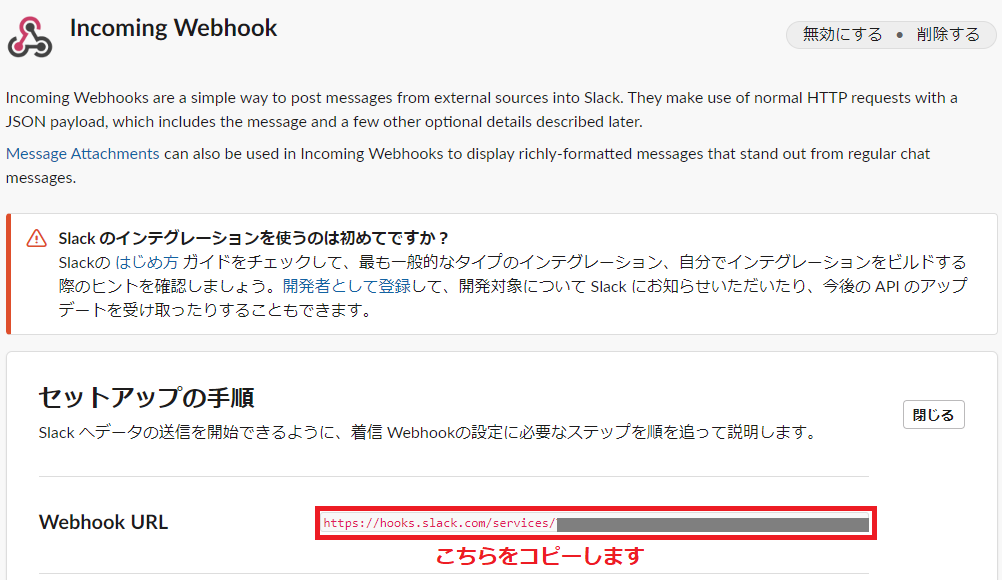 Incoming Webhook
無効にする • 削除する
Incoming Webhooks are a simple way to post messages from external sources into Slack. They make use of normal HTTP requests with a
JSON payload, which includes the message and a few other optional details described later.
Message Attachments can also be used in Incoming Webhooks to display richly-formatted messages that stand out from regular chat
messages.
Slack のインテグレーションを使うのは初めてですか？
Slackの はじめ方 ガイドをチェックして、最も一般的なタイプのインテグレーション、自分でインテグレーションをビルドする
際のヒントを確認しましょう。開発者として登録して、開発対象について Slack にお知らせいただいたり、今後の API のアップ
デートを受け取ったりすることもできます。
セットアップの手順
閉じる
Slack へデータの送信を開始できるように、着信 Webhookの設定に必要なステップを順を追って説明します。
Webhook URL
https://hooks.slack.com/services/
こちらをコピーします